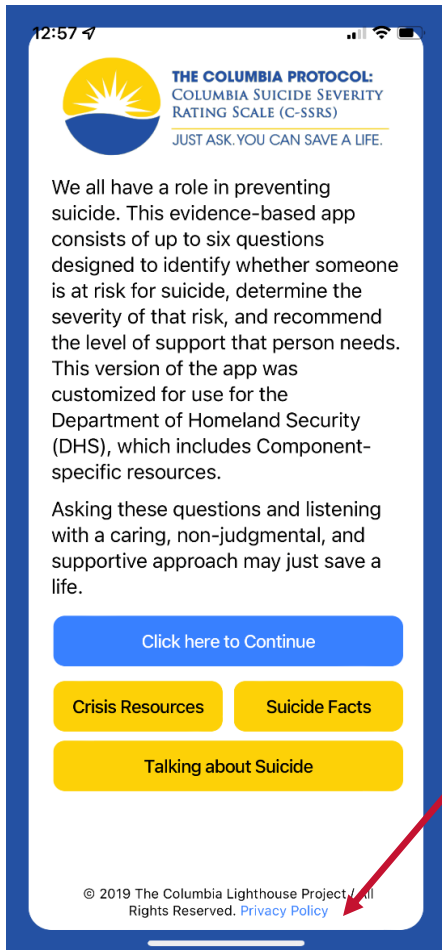 12:57
THE COLUMBIA PROTOCOL:
COLUMBIA SUICIDE SEVERITY
RATING SCALE (C-SSRS)
JUST ASK. YOU CAN SAVE A LIFE.
We all have a role in preventing
suicide. This evidence-based app
consists of up to six questions
designed to identify whether someone
is at risk for suicide, determine the
severity of that risk, and recommend
the level of support that person needs.
This version of the app was
customized for use for the
Department of Homeland Security
(DHS), which includes Component-
specific resources.
Asking these questions and listening
with a caring, non-judgmental, and
supportive approach may just save a
life.
Click here to Continue
Crisis Resources Suicide Facts
Talking about Suicide
© 2019 The Columbia Lighthouse Project / All
Rights Reserved. Privacy Policy